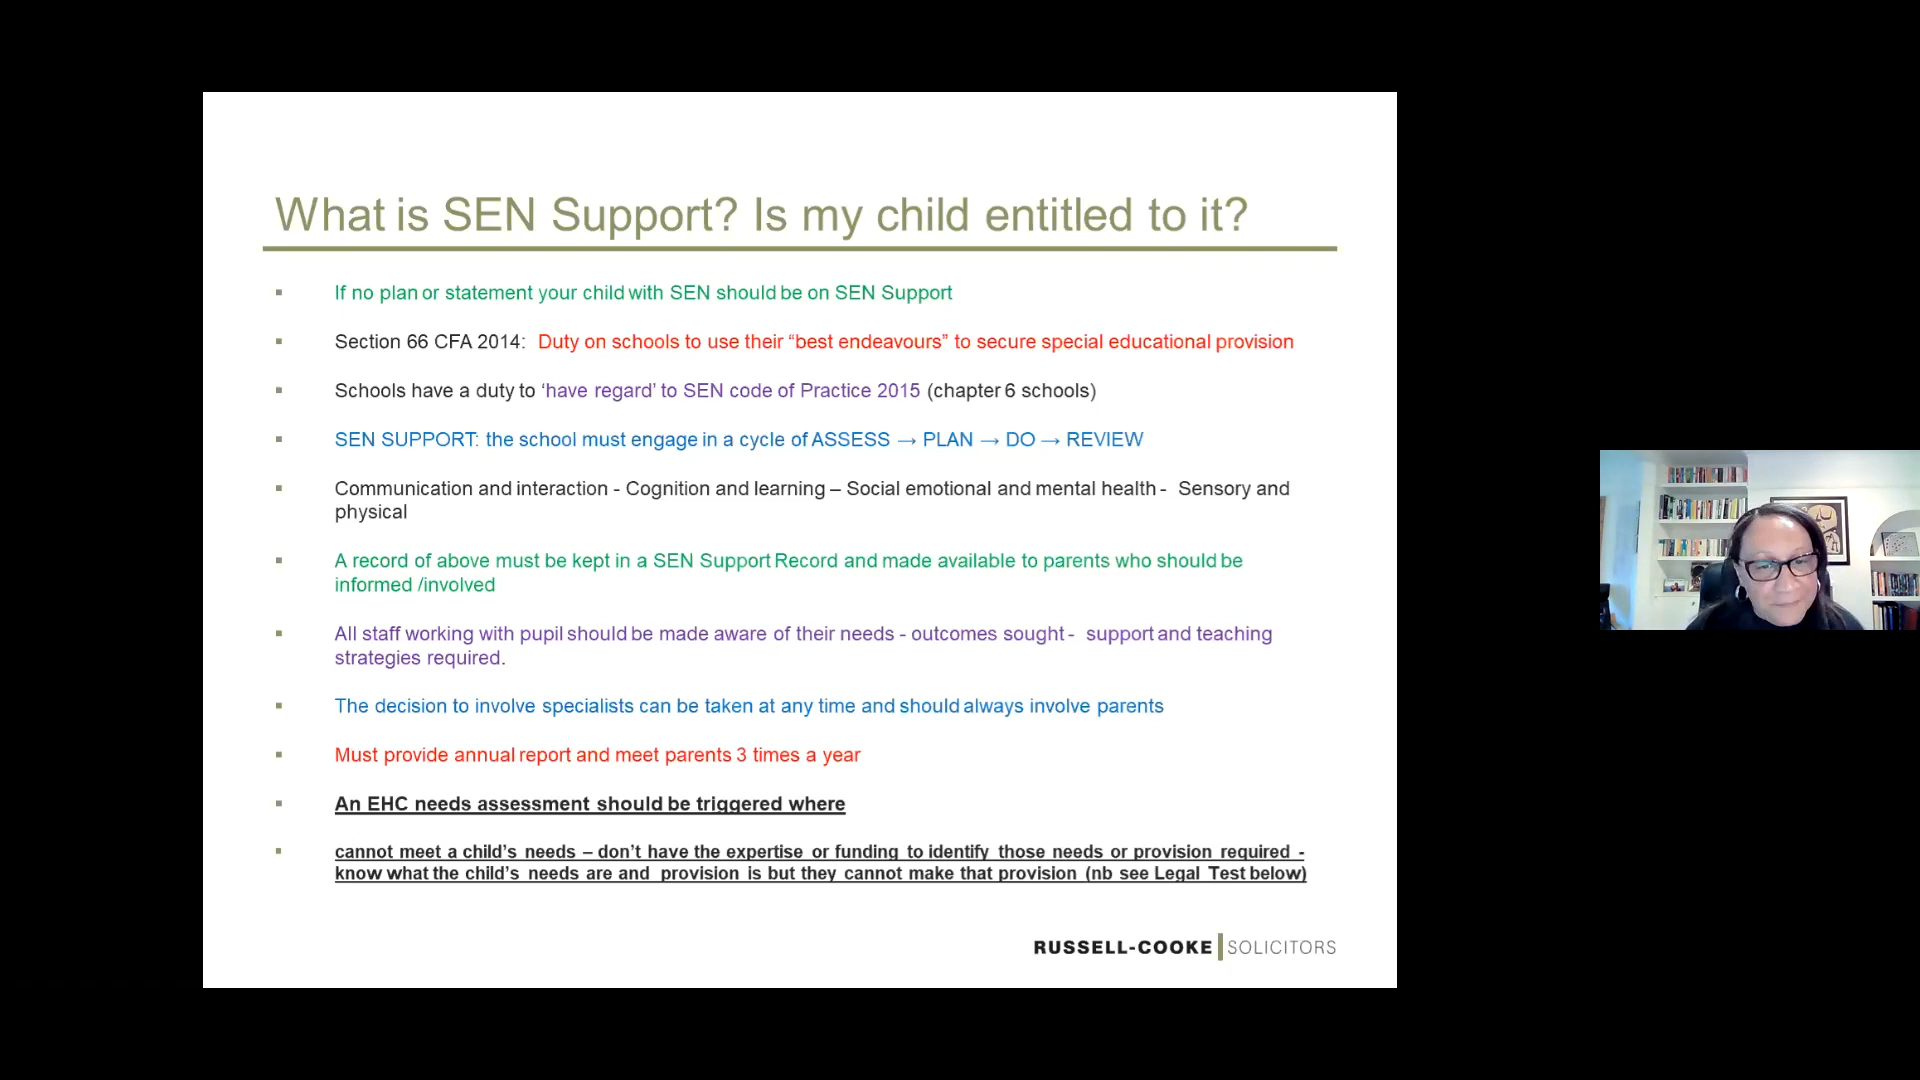 What is SEN Support? Is my child entitled to it?
▪ If no plan or statement your child with SEN should be on SEN Support
▪ Section 66 CFA 2014: Duty on schools to use their “best endeavours” to secure special educational provision
▪ Schools have a duty to ‘have regard’ to SEN code of Practice 2015 (chapter 6 schools)
▪ SEN SUPPORT: the school must engage in a cycle of ASSESS → PLAN → DO → REVIEW
▪ Communication and interaction - Cognition and learning – Social emotional and mental health - Sensory and
physical
▪ A record of above must be kept in a SEN Support Record and made available to parents who should be
informed /involved
▪ All staff working with pupil should be made aware of their needs - outcomes sought - support and teaching
strategies required.
▪ The decision to involve specialists can be taken at any time and should always involve parents
▪ Must provide annual report and meet parents 3 times a year
▪ An EHC needs assessment should be triggered where
▪ cannot meet a child’s needs – don’t have the expertise or funding to identify those needs or provision required -
know what the child’s needs are and provision is but they cannot make that provision (nb see Legal Test below)
RUSSELL-COOKE | SOLICITORS